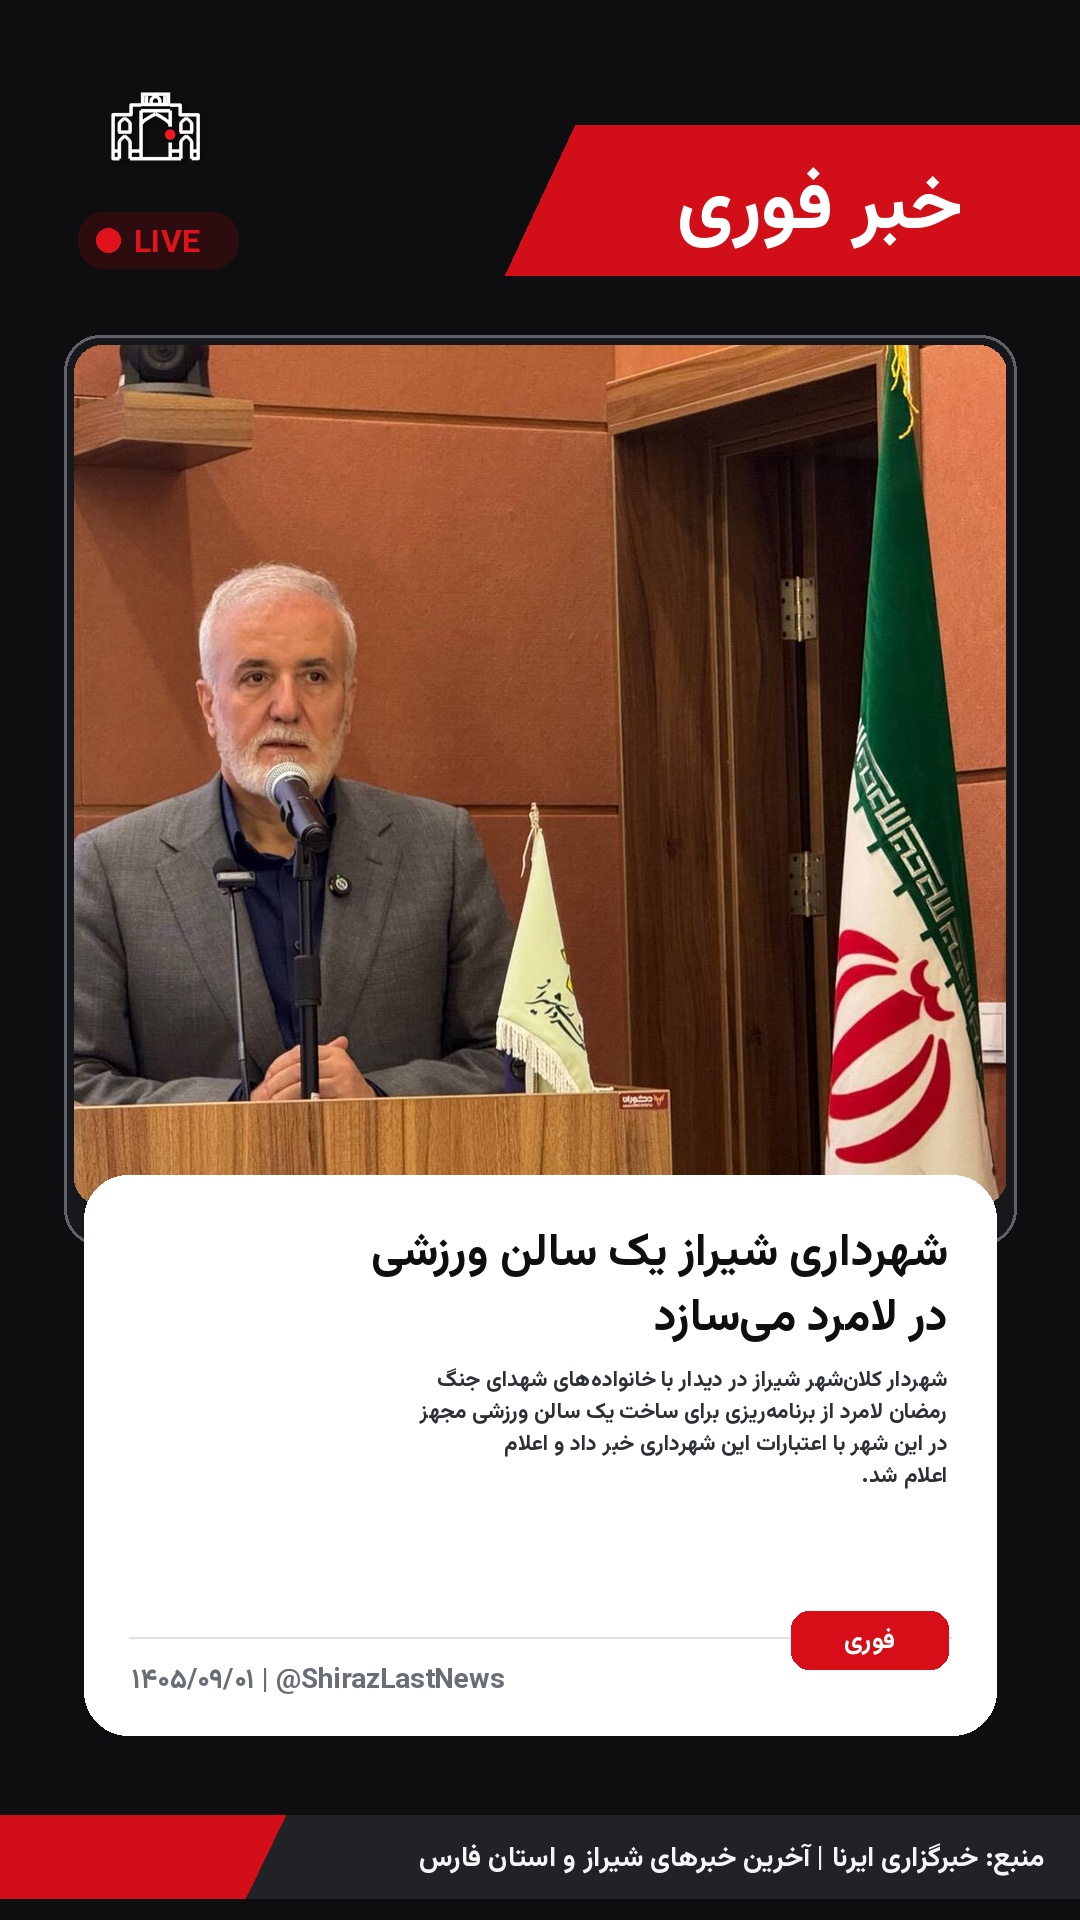 خبر فوری
LIVE
دکوران
شهرداری شیراز یک سالن ورزشی
در لامرد می‌سازد
شهردار کلان‌شهر شیراز در دیدار با خانواده‌های شهدای جنگ
رمضان لامرد از برنامه‌ریزی برای ساخت یک سالن ورزشی مجهز
در این شهر با اعتبارات این شهرداری خبر داد و اعلام
اعلام شد.
فوری
۱۴۰۵/۰۹/۰۱ | @ShirazLastNews
منبع: خبرگزاری ایرنا | آخرین خبرهای شیراز و استان فارس